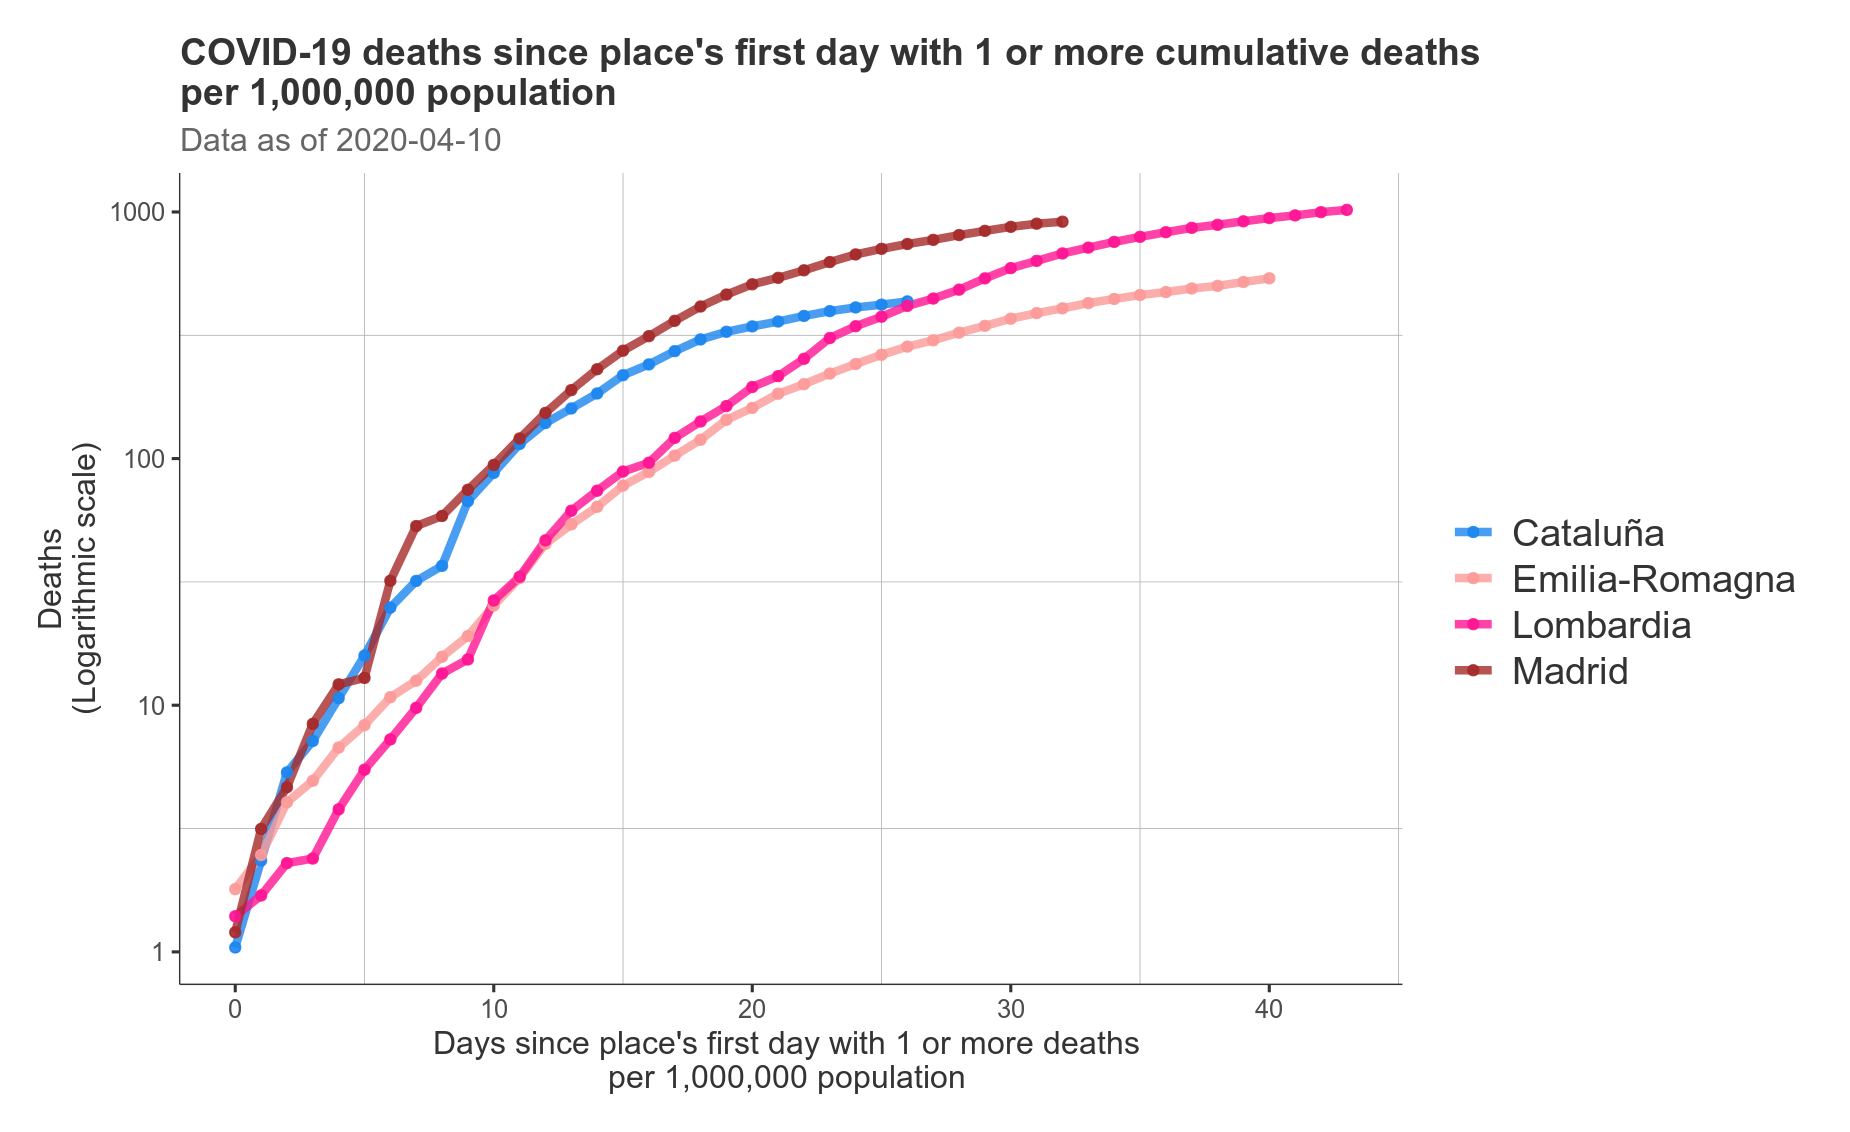 COVID-19 deaths since place's first day with 1 or more cumulative deaths
per 1,000,000 population
Data as of 2020-04-10
Deaths
(Logarithmic scale)
1000
100
10
1
0
10
20
30
40
Days since place's first day with 1 or more deaths
per 1,000,000 population
Cataluña
Emilia-Romagna
Lombardia
Madrid